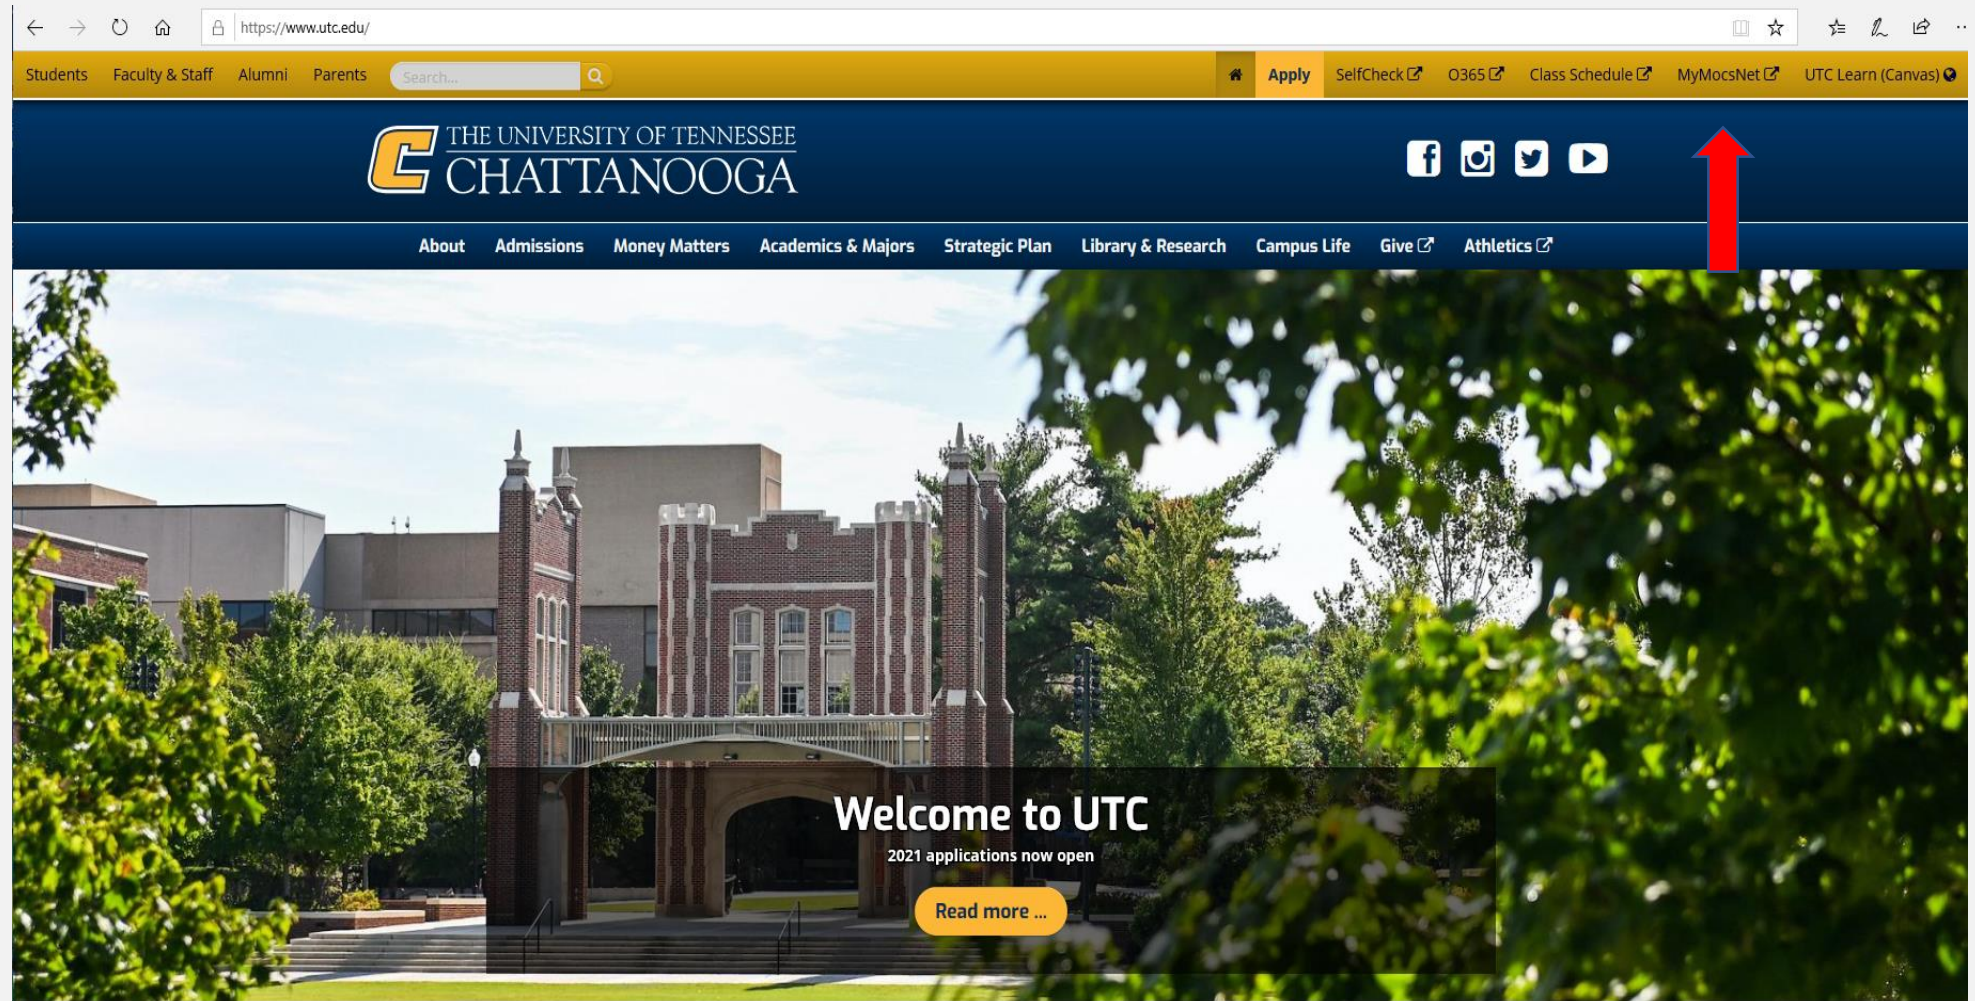 https://www.utc.edu/
Students Faculty & Staff Alumni Parents Search... Apply SelfCheck O365 Class Schedule MyMocsNet UTC Learn (Canvas)
THE UNIVERSITY OF TENNESSEE
CHATTANOOGA
About Admissions Money Matters Academics & Majors Strategic Plan Library & Research Campus Life Give Athletics
Welcome to UTC
2021 applications now open
Read more ...